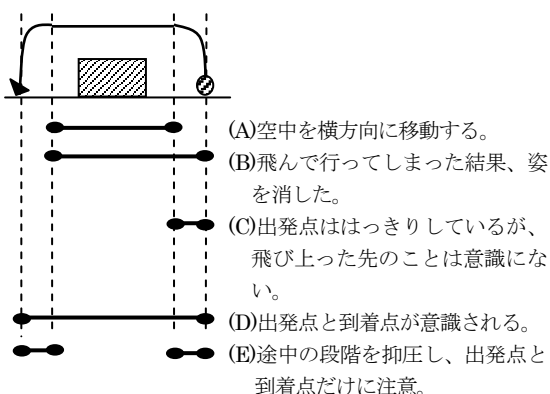 (A)空中を横方向に移動する。
(B)飛んで行ってしまった結果、姿
を消した。
(C)出発点ははっきりしているが、
飛び上った先のことは意識にな
い。
(D)出発点と到着点が意識される。
(E)途中の段階を抑圧し、出発点と
到着点だけに注意。